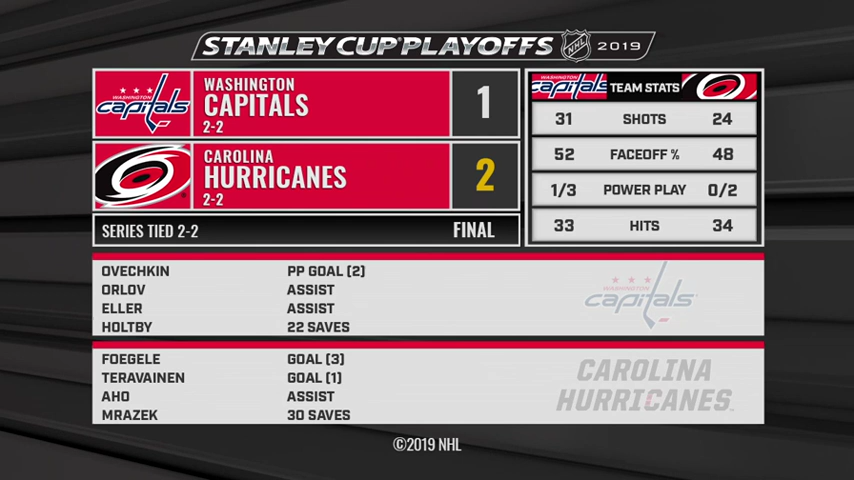 STANLEY CUP PLAYOFFS NHL 2019
WASHINGTON
CAPITALS
2-2
1
CAROLINA
HURRICANES
2-2
2
SERIES TIED 2-2 FINAL
WASHINGTON
capitals
capitals TEAM STATS
31 SHOTS 24
52 FACEOFF % 48
1/3 POWER PLAY 0/2
33 HITS 34
OVECHKIN PP GOAL (2)
ORLOV ASSIST
ELLER ASSIST
HOLTBY 22 SAVES
WASHINGTON
capitals
FOEGELE GOAL (3)
TERAVAINEN GOAL (1)
AHO ASSIST
MRAZEK 30 SAVES
CAROLINA
HURRICANES
©2019 NHL